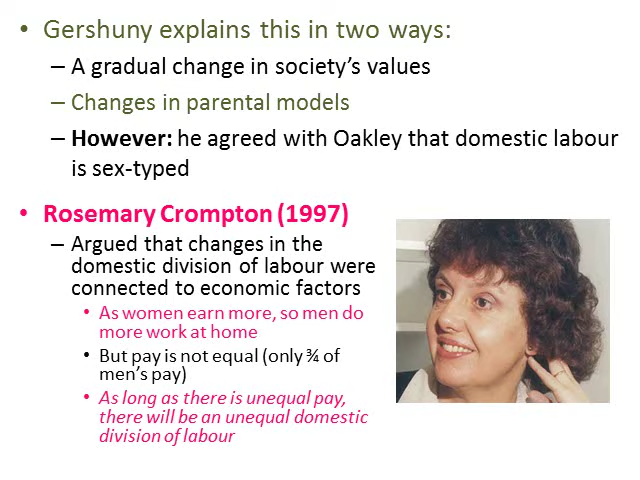 • Gershuny explains this in two ways:
– A gradual change in society’s values
– Changes in parental models
– However: he agreed with Oakley that domestic labour
is sex-typed
• Rosemary Crompton (1997)
– Argued that changes in the
domestic division of labour were
connected to economic factors
• As women earn more, so men do
more work at home
• But pay is not equal (only ¾ of
men’s pay)
• As long as there is unequal pay,
there will be an unequal domestic
division of labour